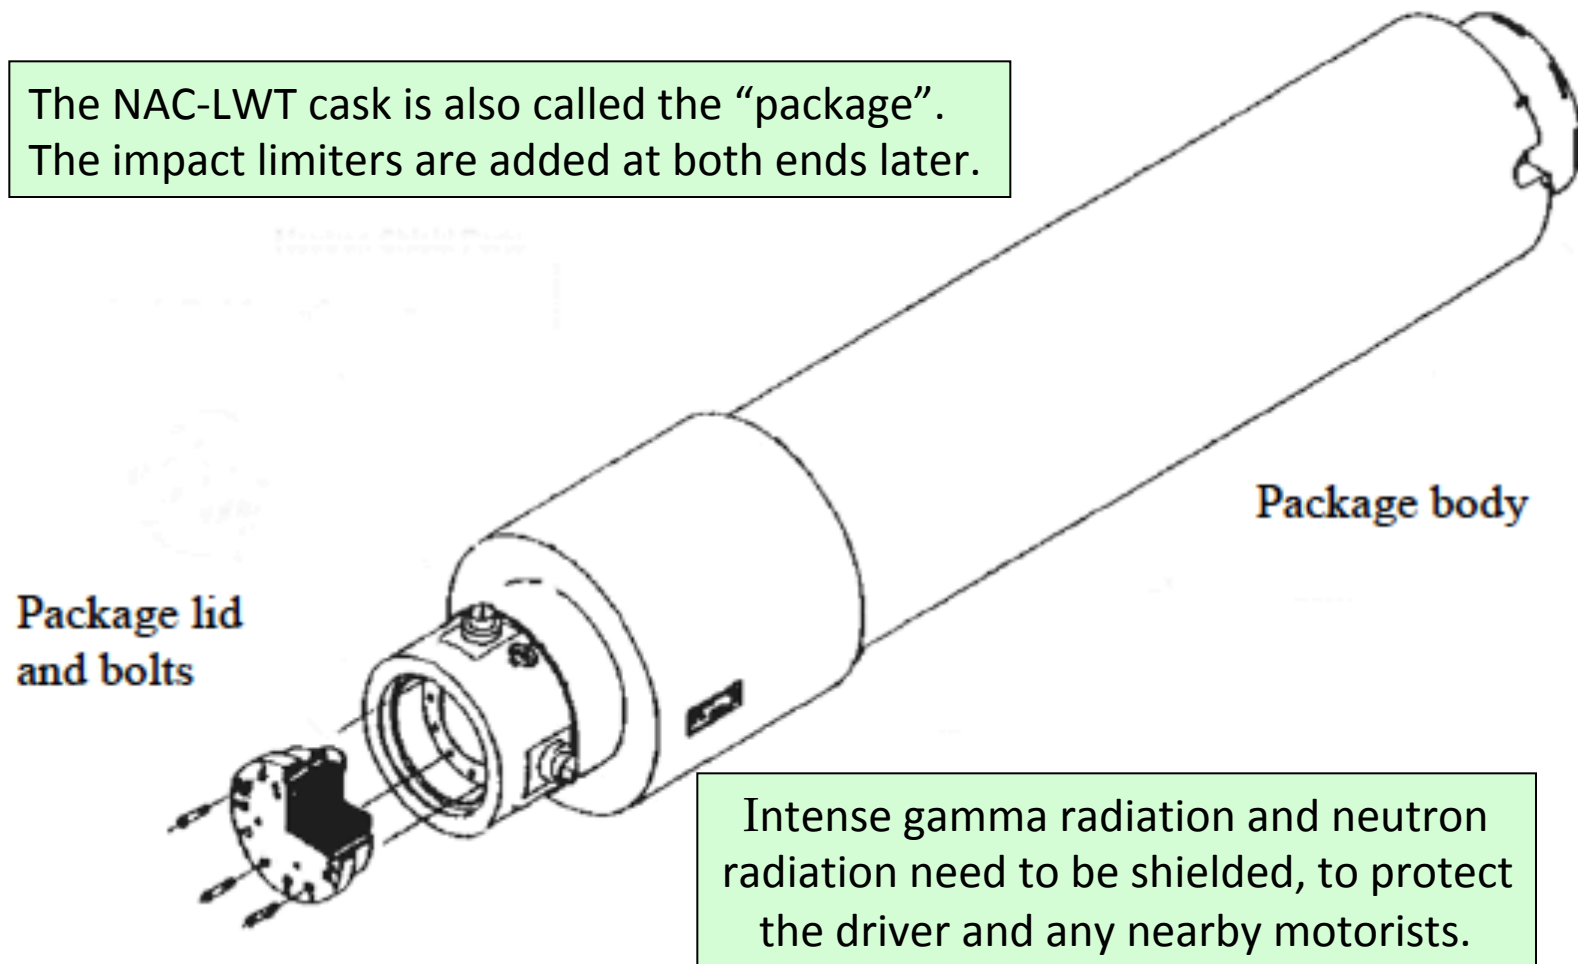 The NAC-LWT cask is also called the “package”.
The impact limiters are added at both ends later.
Package body
Package lid
and bolts
Intense gamma radiation and neutron
radiation need to be shielded, to protect
the driver and any nearby motorists.